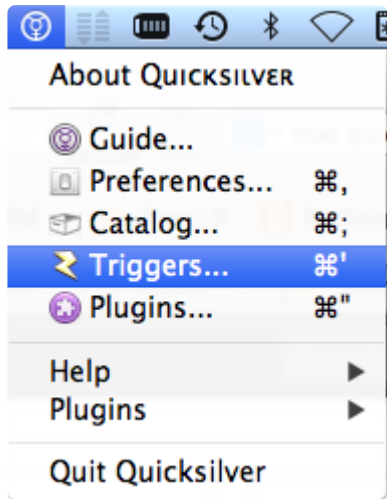 About Quicksilver
Guide...
Preferences... ⌘,
Catalog... ⌘;
Triggers... ⌘'
Plugins... ⌘"
Help ▶
Plugins ▶
Quit Quicksilver